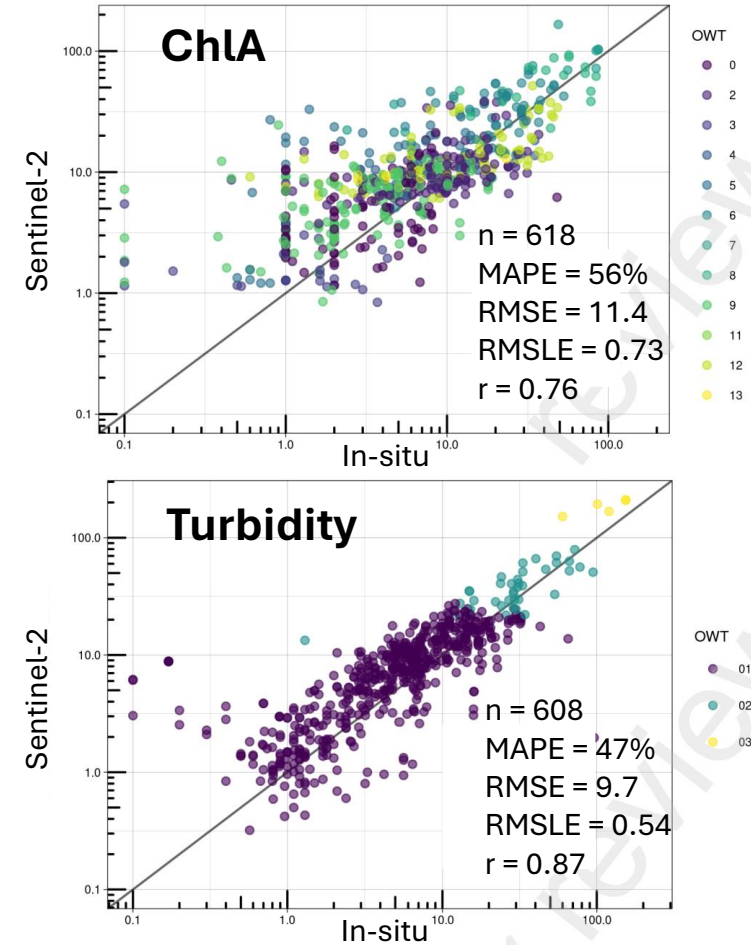 ChlA
OWT
0
2
3
4
5
6
7
8
9
11
12
13
100.0
10.0
1.0
0.1
Sentinel-2
n = 618
MAPE = 56%
RMSE = 11.4
RMSLE = 0.73
r = 0.76
0.1 1.0 10.0 100.0
In-situ
review
Turbidity
OWT
01
02
03
100.0
10.0
1.0
0.1
Sentinel-2
n = 608
MAPE = 47%
RMSE = 9.7
RMSLE = 0.54
r = 0.87
0.1 1.0 10.0 100.0
In-situ
review